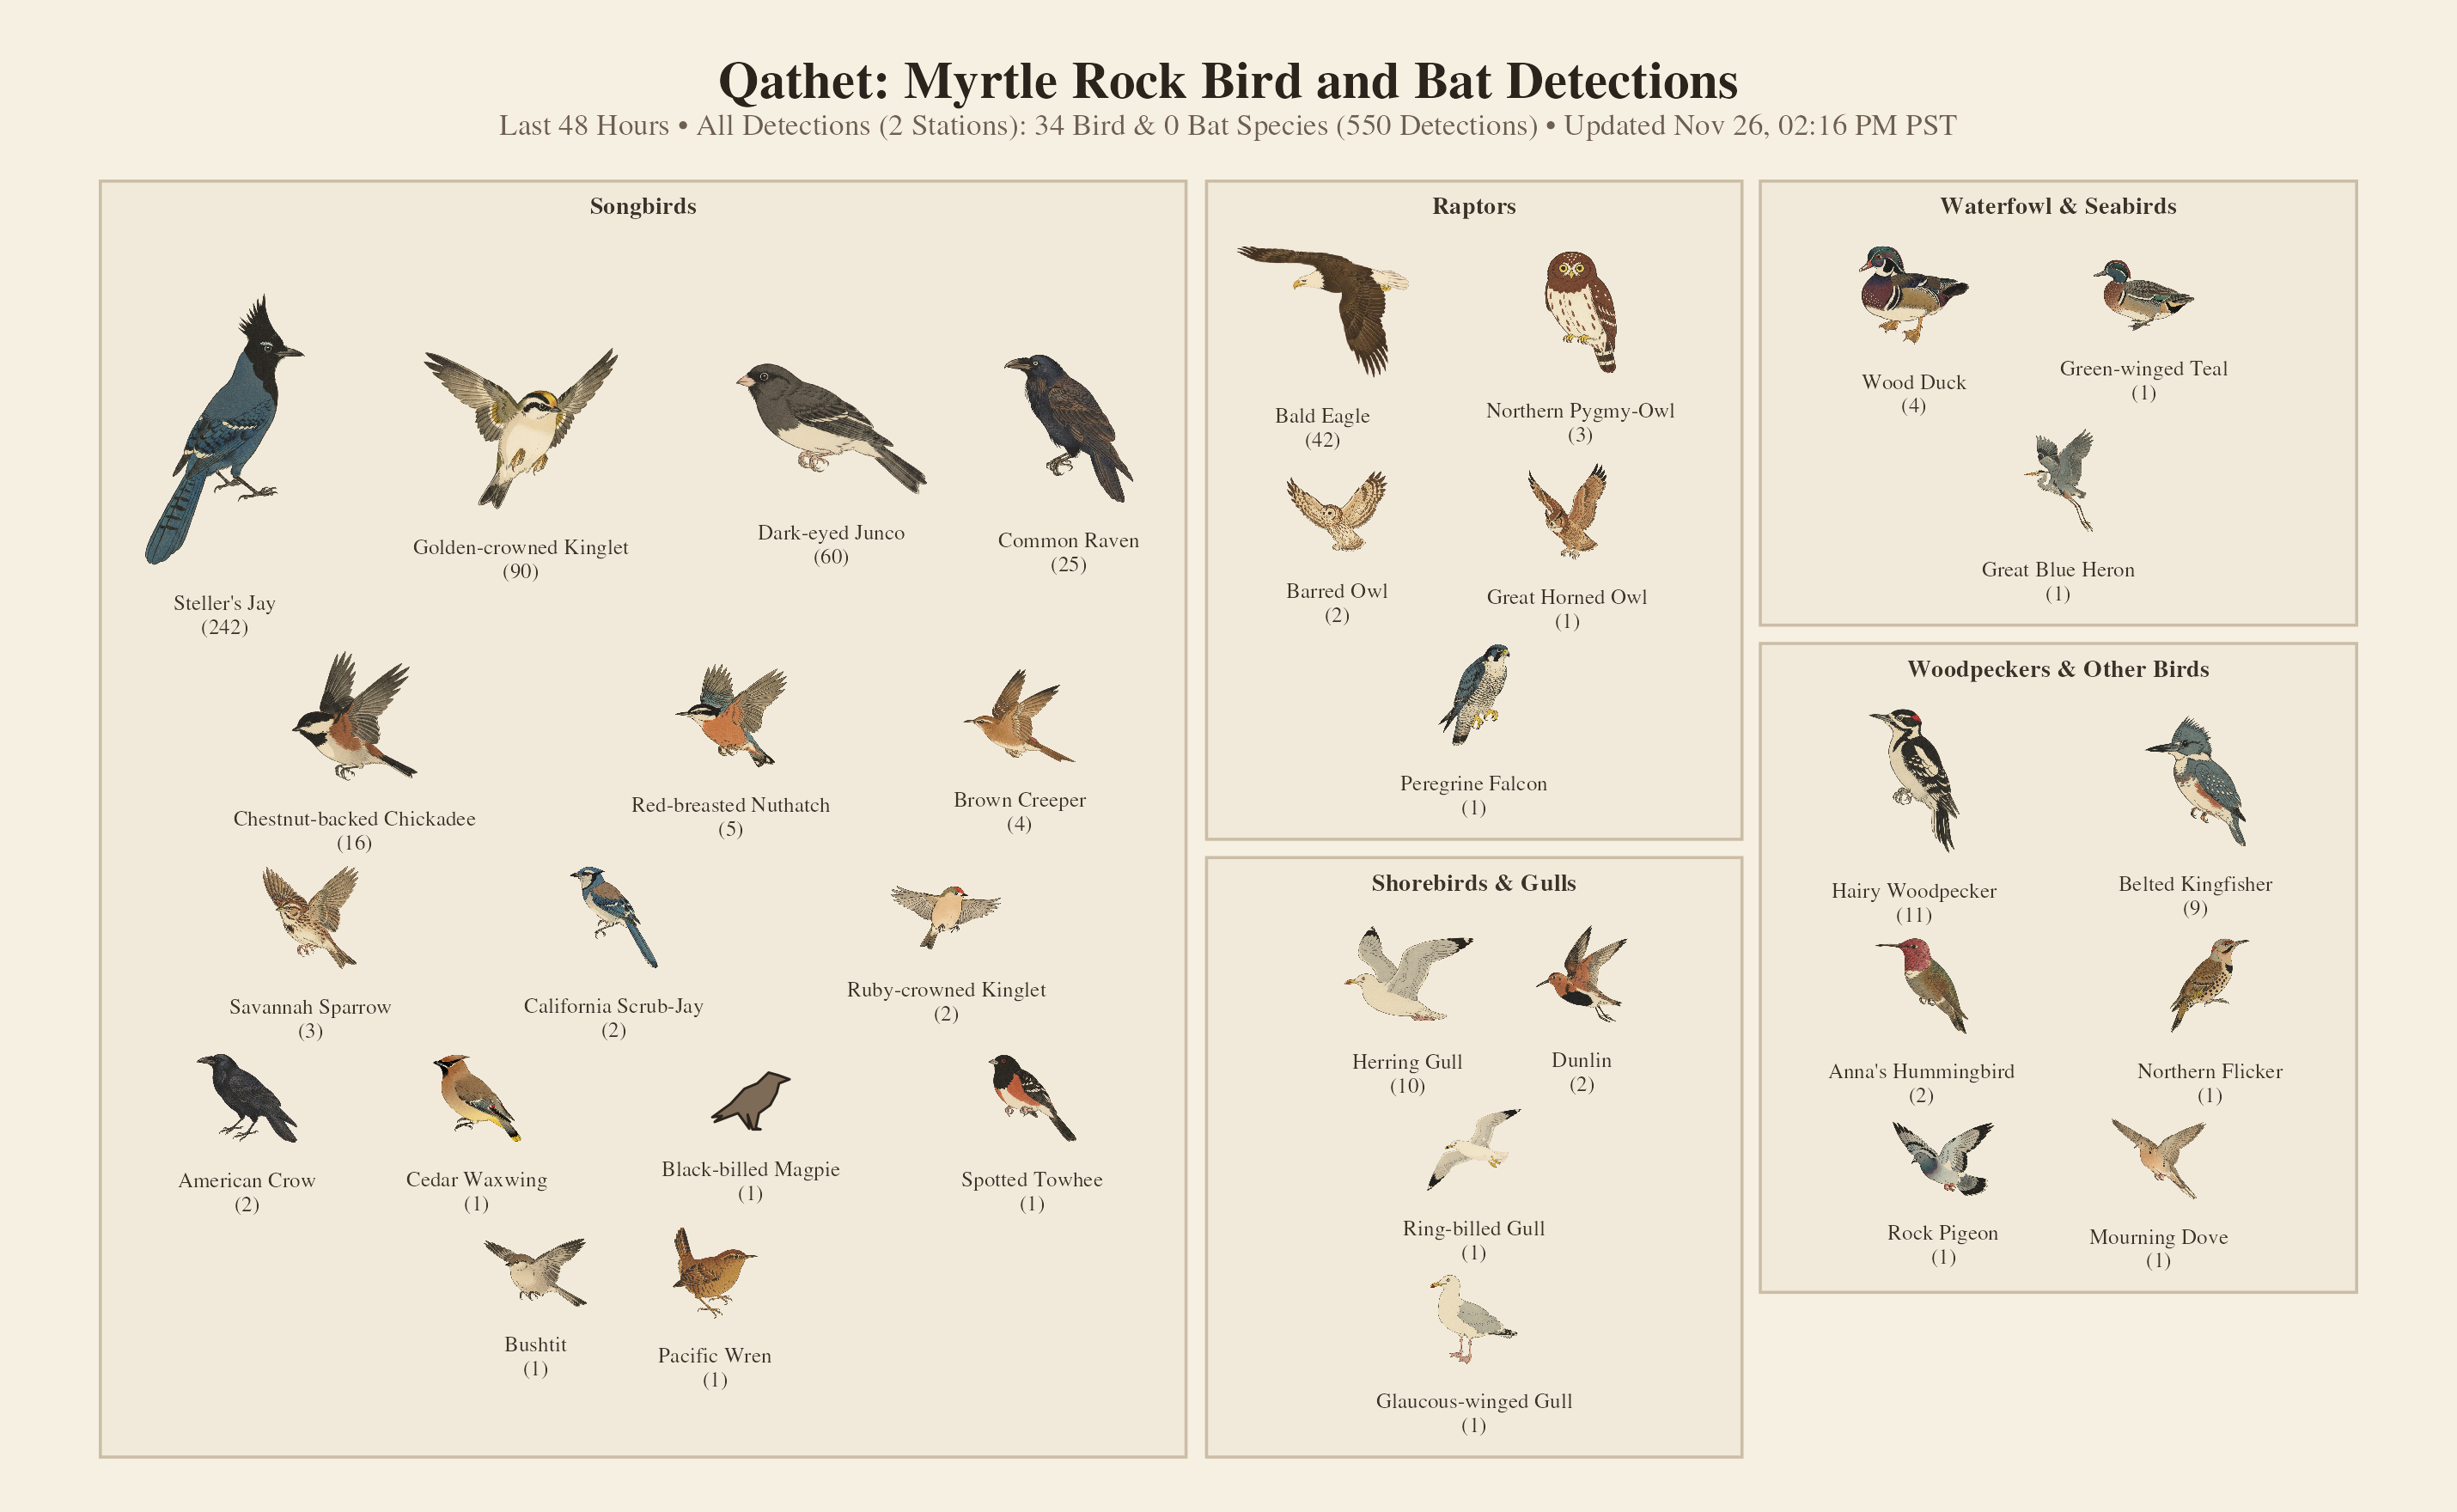 Qathet: Myrtle Rock Bird and Bat Detections
Last 48 Hours • All Detections (2 Stations): 34 Bird & 0 Bat Species (550 Detections) • Updated Nov 26, 02:16 PM PST
Songbirds
Steller's Jay
(242)
Golden-crowned Kinglet
(90)
Dark-eyed Junco
(60)
Common Raven
(25)
Chestnut-backed Chickadee
(16)
Red-breasted Nuthatch
(5)
Brown Creeper
(4)
Savannah Sparrow
(3)
California Scrub-Jay
(2)
Ruby-crowned Kinglet
(2)
American Crow
(2)
Cedar Waxwing
(1)
Black-billed Magpie
(1)
Spotted Towhee
(1)
Bushtit
(1)
Pacific Wren
(1)
Raptors
Bald Eagle
(42)
Northern Pygmy-Owl
(3)
Barred Owl
(2)
Great Horned Owl
(1)
Peregrine Falcon
(1)
Shorebirds & Gulls
Herring Gull
(10)
Dunlin
(2)
Ring-billed Gull
(1)
Glaucous-winged Gull
(1)
Waterfowl & Seabirds
Wood Duck
(4)
Green-winged Teal
(1)
Great Blue Heron
(1)
Woodpeckers & Other Birds
Hairy Woodpecker
(11)
Belted Kingfisher
(9)
Anna's Hummingbird
(2)
Northern Flicker
(1)
Rock Pigeon
(1)
Mourning Dove
(1)